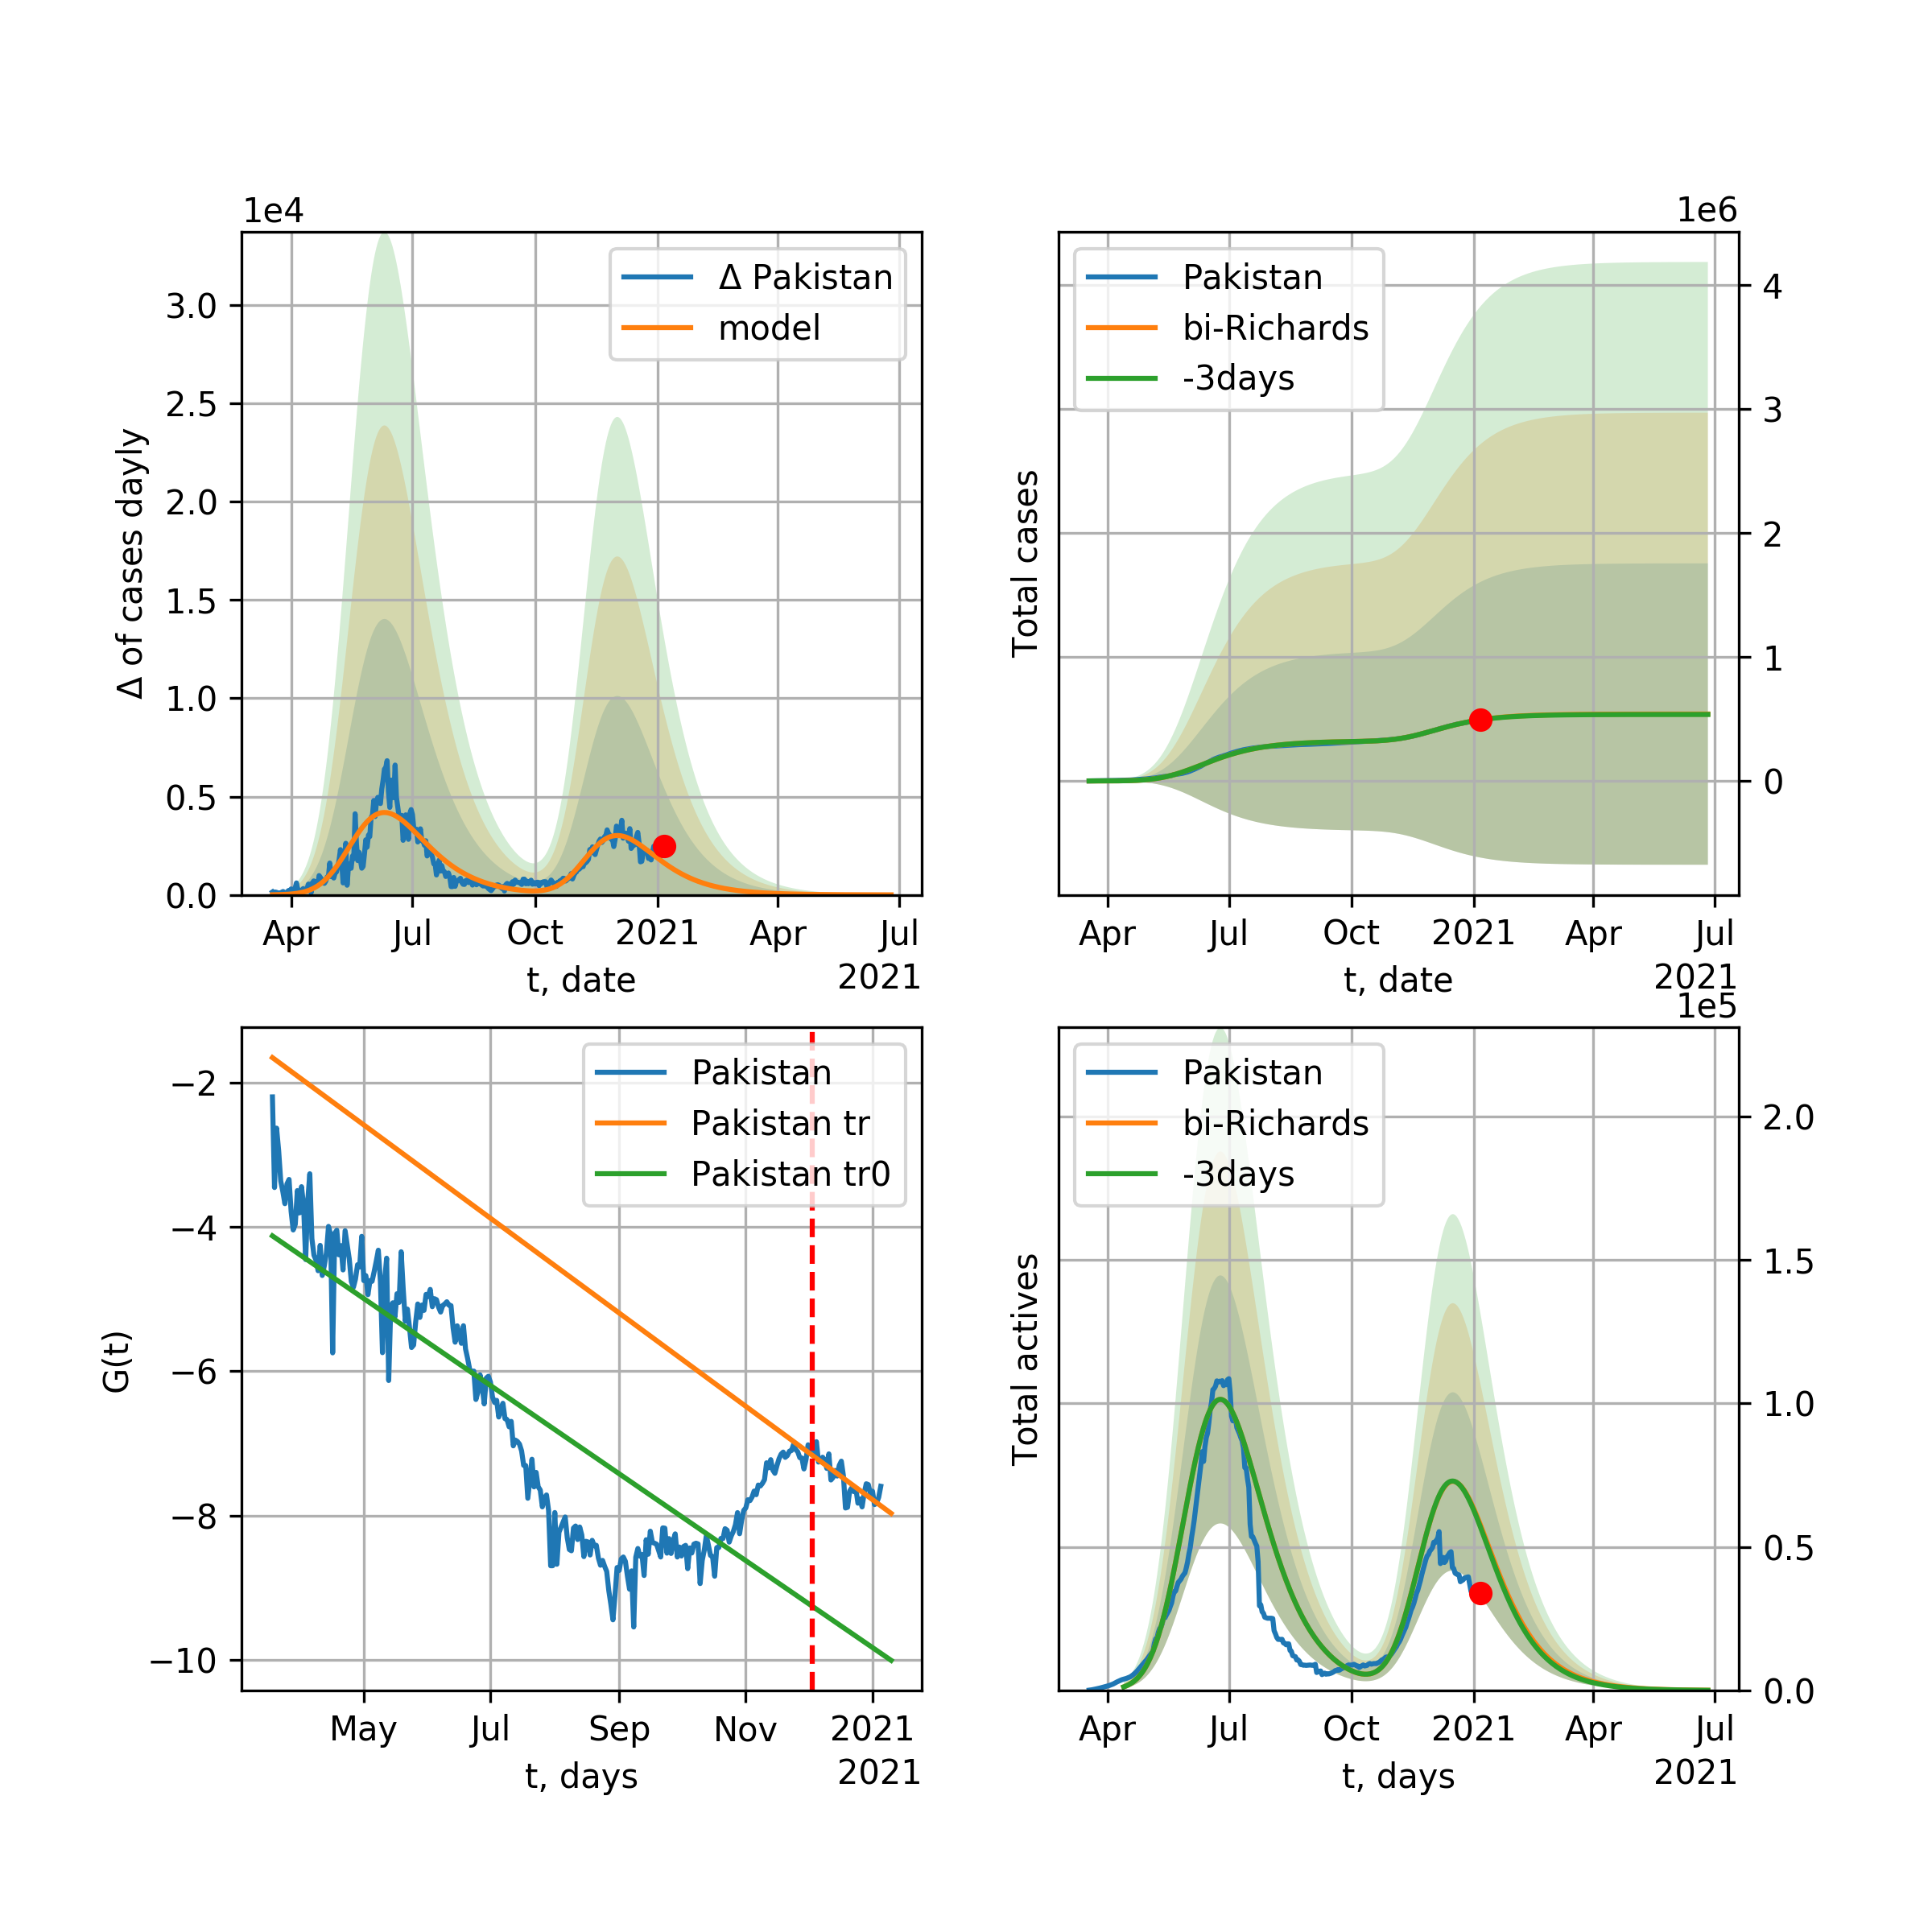 1e4
Δ of cases dayly
3.0
2.5
2.0
1.5
1.0
0.5
0.0
Δ Pakistan
model
Apr Jul Oct 2021 Apr Jul
t, date
2021
1e6
Total cases
Pakistan
bi-Richards
-3days
4
3
2
1
0
Apr Jul Oct 2021 Apr Jul
t, date
2021
G(t)
−2
−4
−6
−8
−10
Pakistan
Pakistan tr
Pakistan tr0
May Jul Sep Nov 2021
t, days
2021
1e5
Total actives
Pakistan
bi-Richards
-3days
2.0
1.5
1.0
0.5
0.0
Apr Jul Oct 2021 Apr Jul
t, days
2021